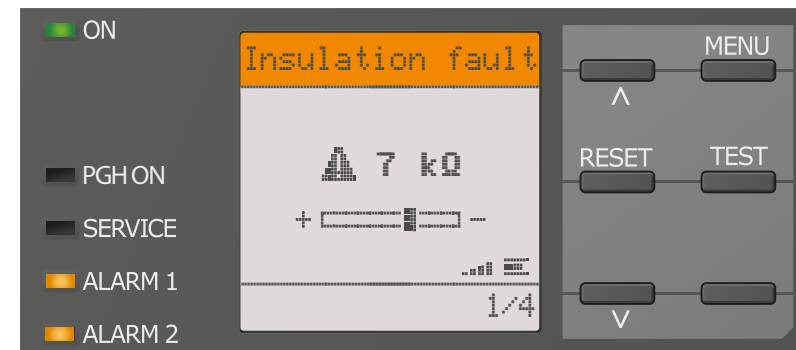 ON
PGH ON
SERVICE
ALARM 1
ALARM 2
Insulation fault
7 kΩ
+ -
1/4
MENU
RESET
TEST